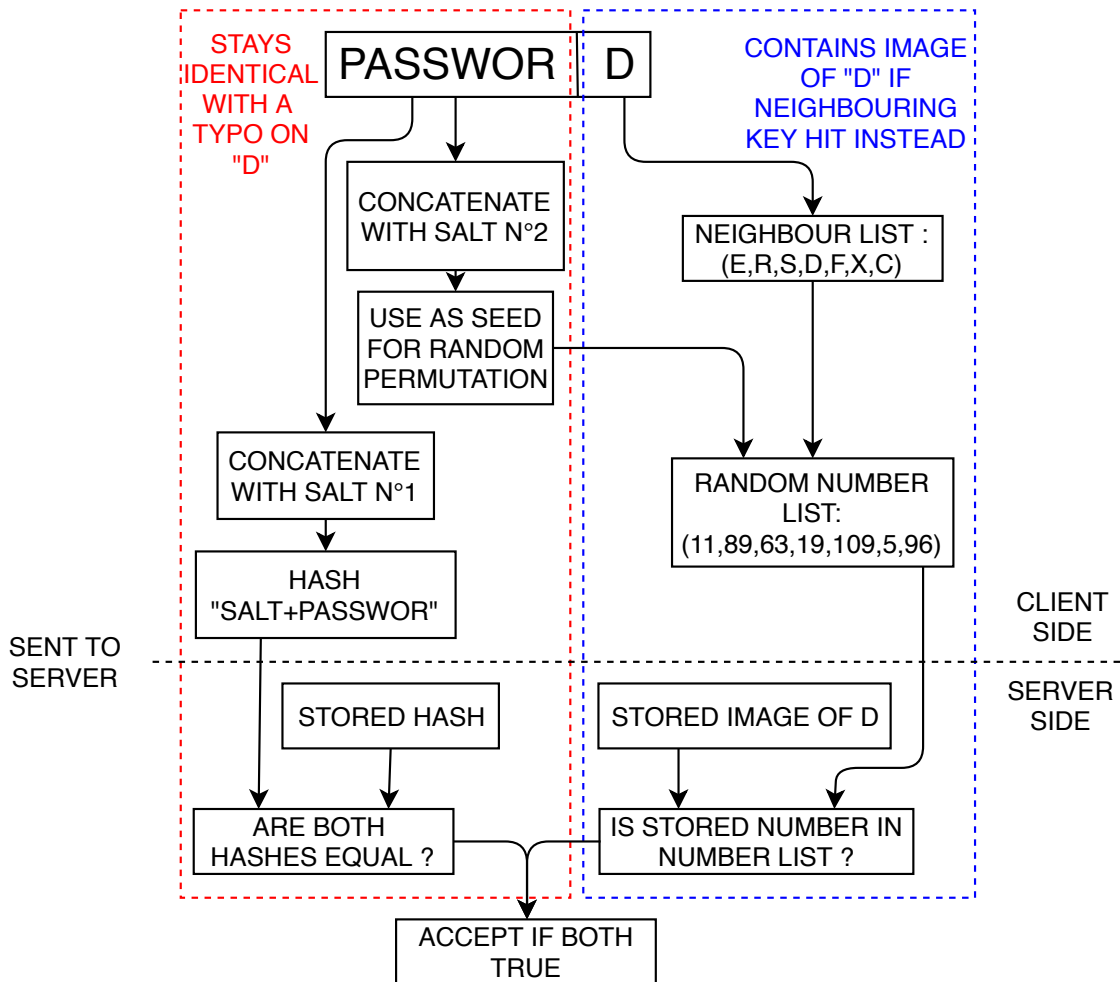 STAYS
IDENTICAL
WITH A
TYPO ON
"D"
PASSWOR
D
CONTAINS IMAGE
OF "D" IF
NEIGHBOURING
KEY HIT INSTEAD
CONCATENATE
WITH SALT N°2
NEIGHBOUR LIST :
(E,R,S,D,F,X,C)
USE AS SEED
FOR RANDOM
PERMUTATION
CONCATENATE
WITH SALT N°1
RANDOM NUMBER
LIST:
(11,89,63,19,109,5,96)
HASH
"SALT+PASSWOR"
CLIENT
SIDE
SENT TO
SERVER
SERVER
SIDE
STORED HASH
STORED IMAGE OF D
ARE BOTH
HASHES EQUAL ?
IS STORED NUMBER IN
NUMBER LIST ?
ACCEPT IF BOTH
TRUE